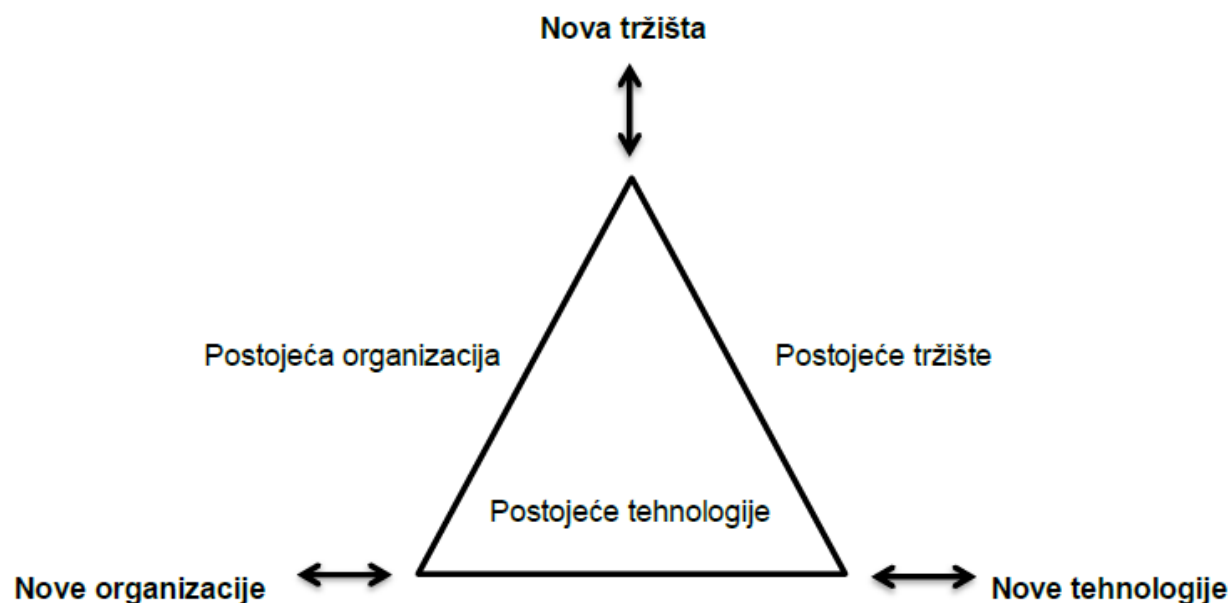 Nova tržišta
Postojeća organizacija
Postojeće tržište
Postojeće tehnologije
Nove organizacije
Nove tehnologije